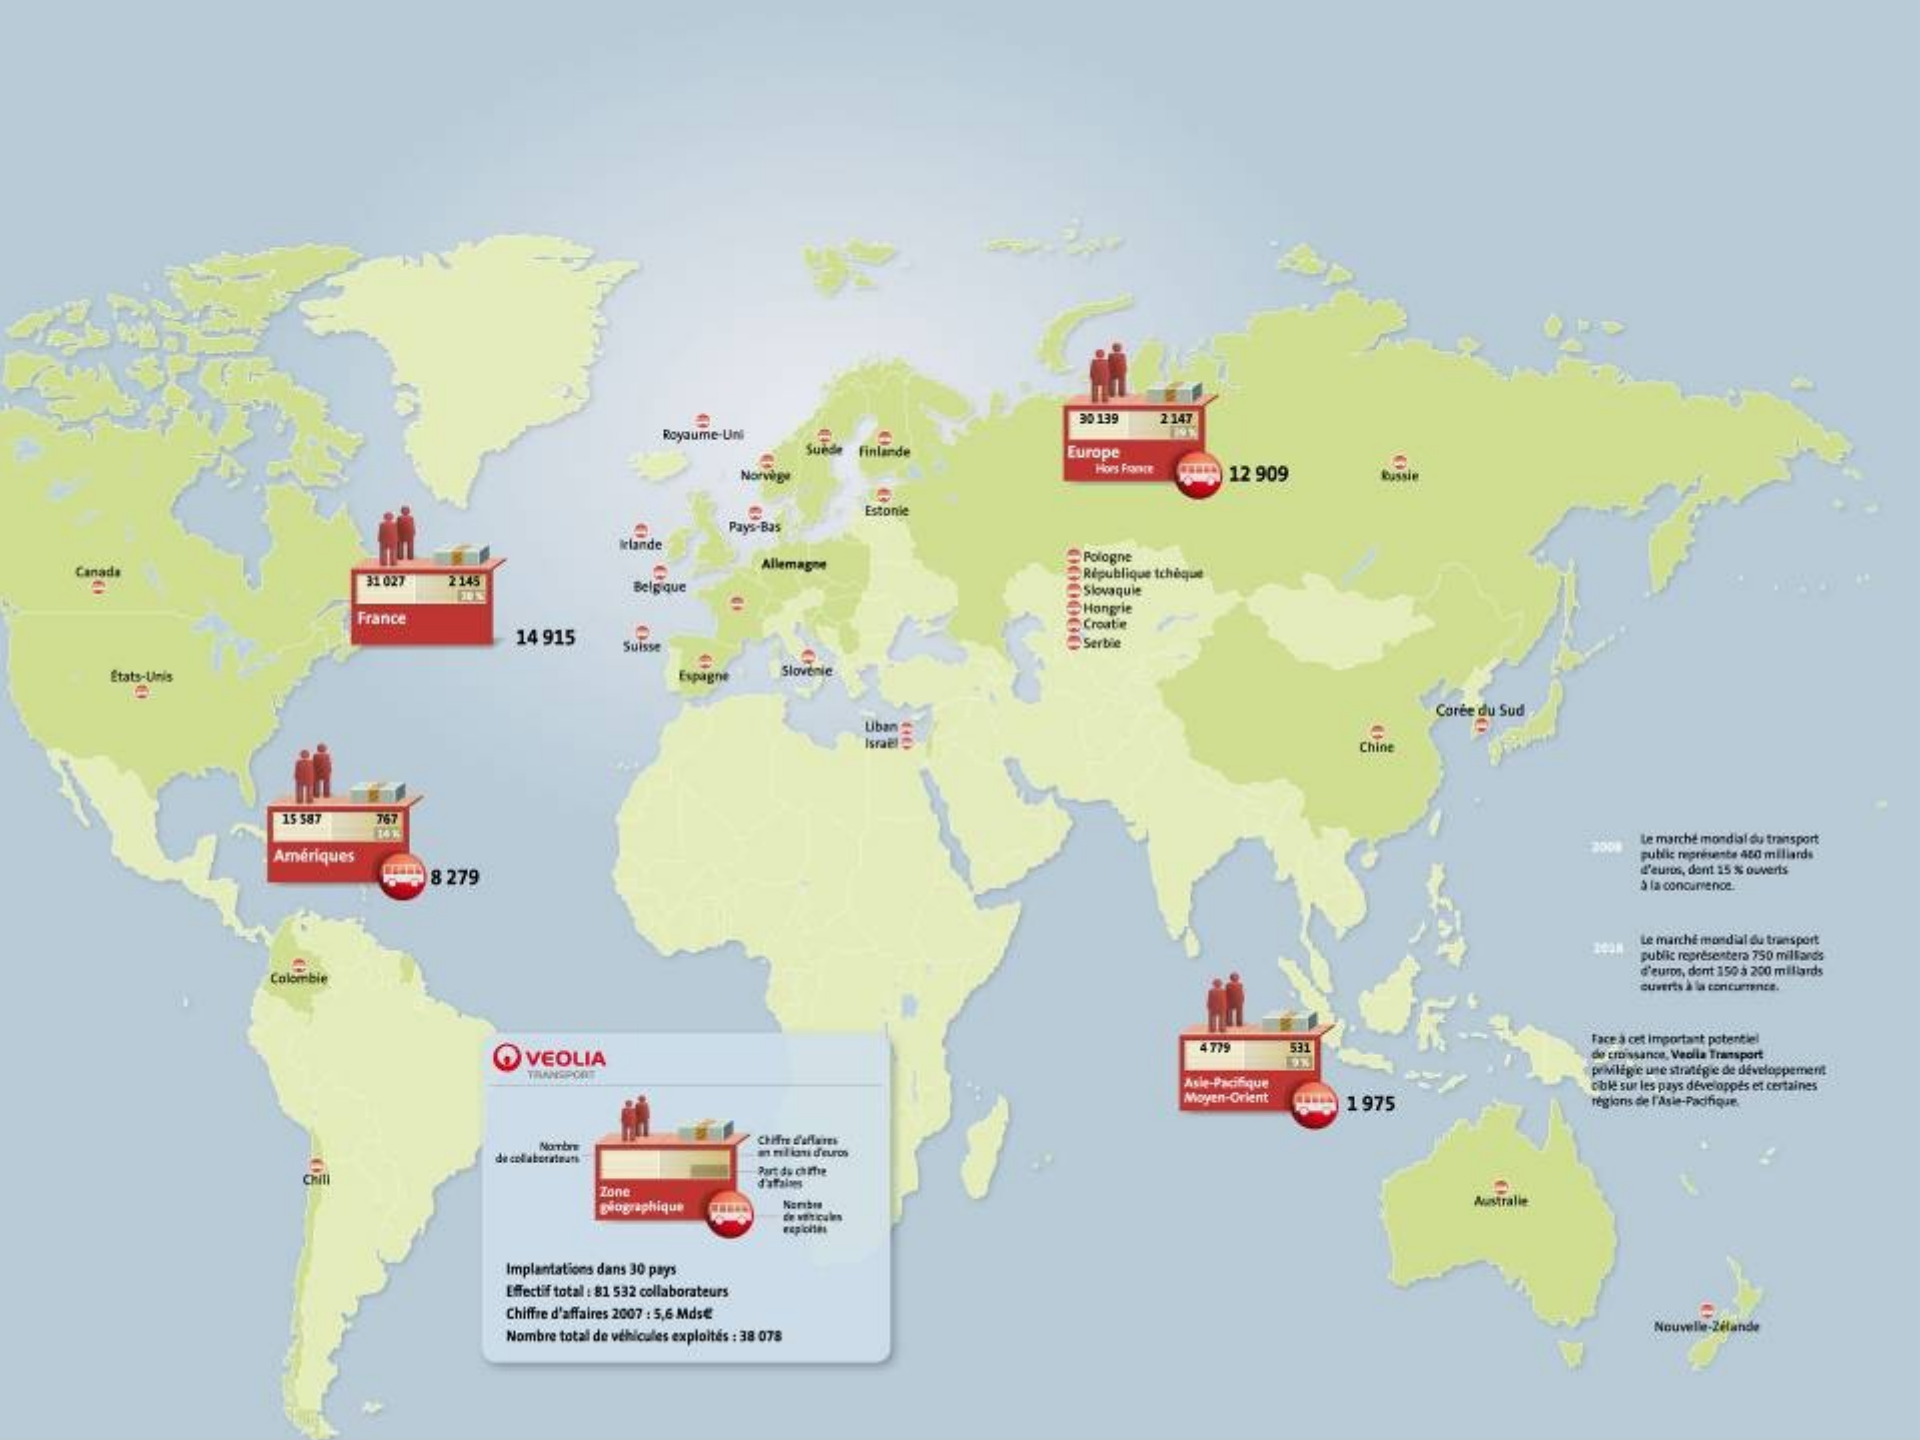 Royaume-Uni
Suède
Finlande
Norvège
Estonie
Pays-Bas
Irlande
Allemagne
Belgique
Suisse
Espagne
Slovénie
Liban
Israël
30 139
2 147
Europe
Hors France
12 909
Russie
Pologne
République tchèque
Slovaquie
Hongrie
Croatie
Serbie
Canada
31 027
2 145
France
14 915
États-Unis
Corée du Sud
Chine
15 587
767
14 %
Amériques
8 279
Colombie
Chili
2008
Le marché mondial du transport
public représente 460 milliards
d'euros, dont 15 % ouverts
à la concurrence.
Le marché mondial du transport
public représentera 750 milliards
d'euros, dont 150 à 200 milliards
ouverts à la concurrence.
Face à cet important potentiel
de croissance, Veolia Transport
privilégie une stratégie de développement
ciblé sur les pays développés et certaines
régions de l'Asie-Pacifique.
4 779
531
9 %
Asie-Pacifique
Moyen-Orient
1 975
Australie
Nouvelle-Zélande
VEOLIA
TRANSPORT
Nombre
de collaborateurs
Chiffre d'affaires
en millions d'euros
Part du chiffre
d'affaires
Zone
géographique
Nombre
de véhicules
exploités
Implantations dans 30 pays
Effectif total : 81 532 collaborateurs
Chiffre d'affaires 2007 : 5,6 Mds€
Nombre total de véhicules exploités : 38 078